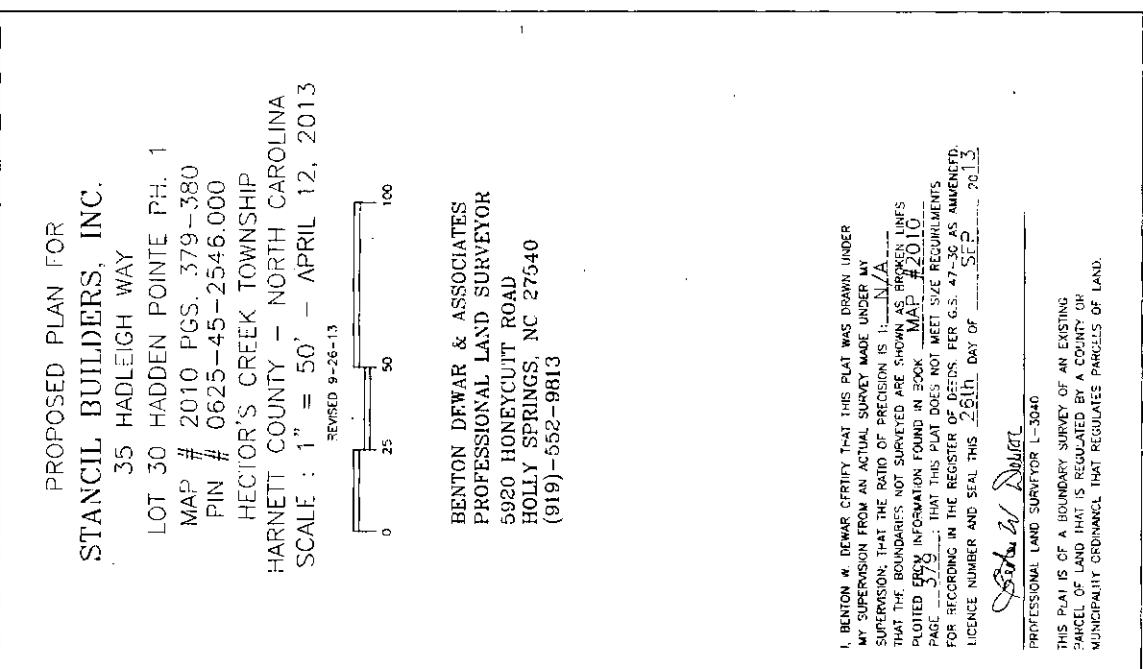 PROPOSED PLAN FOR
STANCIL BUILDERS, INC.
35 HADLEIGH WAY
LOT 30 HADDEN POINTE PH. 1
MAP # 2010 PGS. 379-380
PIN # 0625-45-2546.000
HECTOR'S CREEK TOWNSHIP
HARNETT COUNTY - NORTH CAROLINA
SCALE : 1" = 50' - APRIL 12, 2013
REVISED 9-26-13
0 25 50 100
BENTON DEWAR & ASSOCIATES
PROFESSIONAL LAND SURVEYOR
5920 HONEYCUTT ROAD
HOLLY SPRINGS, NC 27540
(919)-552-9813
I, BENTON W. DEWAR CERTIFY THAT THIS PLAT WAS DRAWN UNDER
MY SUPERVISION FROM AN ACTUAL SURVEY MADE UNDER MY
SUPERVISION; THAT THE RATIO OF PRECISION IS 1: N/A
THAT THE BOUNDARIES NOT SURVEYED ARE SHOWN AS BROKEN LINES
PLOTTED FROM INFORMATION FOUND IN BOOK MAP #2010
PAGE 379 ; THAT THIS PLAT DOES NOT MEET SIZE REQUIRLMENTS
FOR RECORDING IN THE REGISTER OF DEEDS. PER G.S. 47-30 AS AMMENEFD.
LICENCE NUMBER AND SEAL THIS 26th DAY OF SEP 2013
Benton W Dewar
PROFESSIONAL LAND SURVEYOR L-3040
THIS PLAT IS OF A BOUNDARY SURVEY OF AN EXISTING
PARCEL OF LAND THAT IS REGULATED BY A COUNTY OR
MUNICIPALITY ORDINANCE THAT REGULATES PARCELS OF LAND.